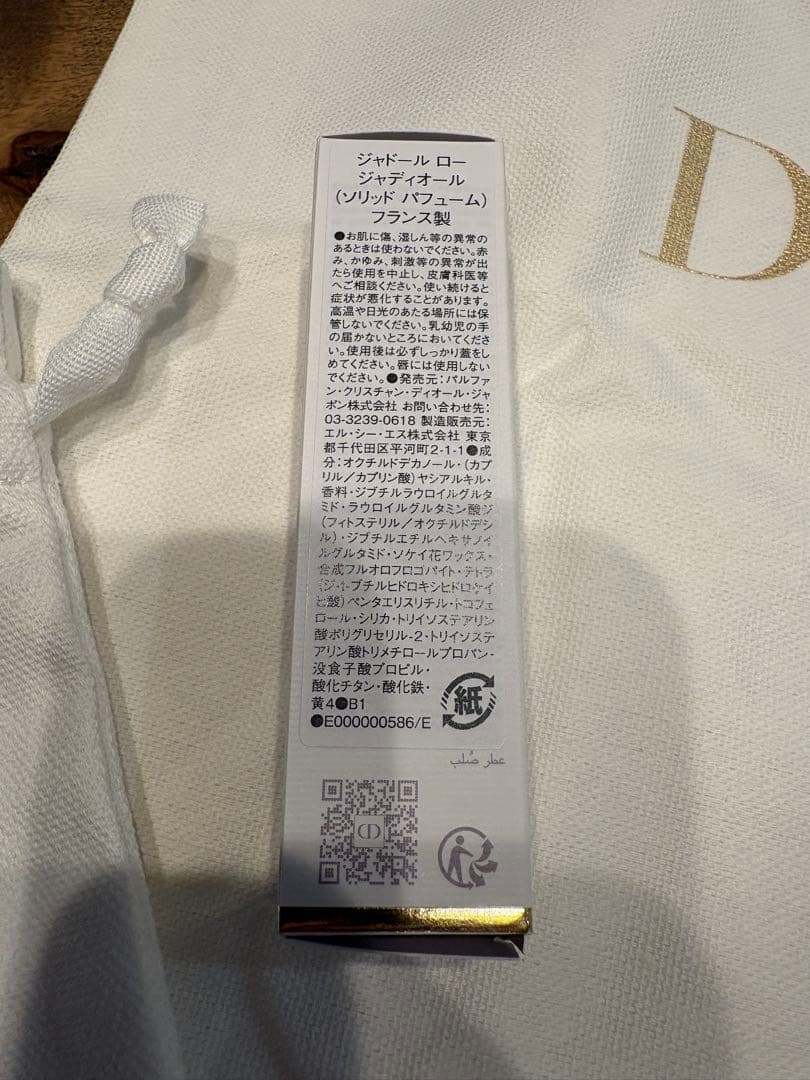 ジャドール ロー
ジャディオール
(ソリッド パフューム)
フランス製
●お肌に傷、湿しん等の異常の
あるときは使わないでください。赤
み、かゆみ、刺激等の異常が出
たら使用を中止し、皮膚科医等
へご相談ください。使い続けると
症状が悪化することがあります。
高温や日光のあたる場所には保
管しないでください。乳幼児の手
の届かないところにおいてくださ
い。使用後は必ずしっかり蓋をし
めてください。唇には使用しない
でください。●発売元：パルファ
ン・クリスチャン・ディオール・ジャ
ポン株式会社 お問い合わせ先：
03-3239-0618 製造販売元：
エル・シー・エス株式会社 東京
都千代田区平河町2-1-1●成
分：オクチルドデカノール・(カプ
リル／カプリン酸)ヤシアルキル・
香料・ジブチルラウロイルグルタ
ミド・ラウロイルグルタミン酸ジ
(フィトステリル／オクチルドデシ
ル)・ジブチルエチルヘキサノイ
ルグルタミド・ソケイ花ワックス・
合成フルオロフロゴパイト・テトラ
(ジ-t-ブチルヒドロキシヒドロケイ
ヒ酸)ペンタエリスリチル・トコフェ
ロール・シリカ・トリイソステアリン
酸ポリグリセリル-2・トリイソステ
アリン酸トリメチロールプロパン・
没食子酸プロピル・
酸化チタン・酸化鉄・
黄4●B1
●E000000586/E
紙
عطر صُلب
CD
D